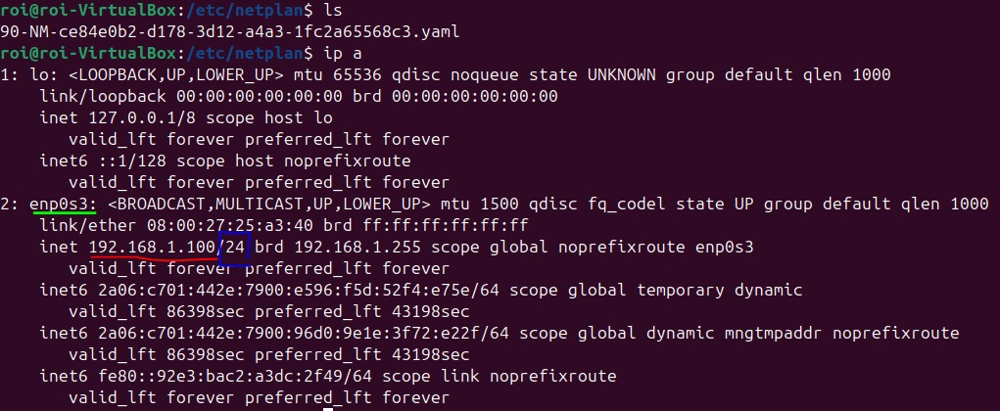 roi@roi-VirtualBox:/etc/netplan$ ls
90-NM-ce84e0b2-d178-3d12-a4a3-1fc2a65568c3.yaml
roi@roi-VirtualBox:/etc/netplan$ ip a
1: lo: <LOOPBACK,UP,LOWER_UP> mtu 65536 qdisc noqueue state UNKNOWN group default qlen 1000
    link/loopback 00:00:00:00:00:00 brd 00:00:00:00:00:00
    inet 127.0.0.1/8 scope host lo
       valid_lft forever preferred_lft forever
    inet6 ::1/128 scope host noprefixroute
       valid_lft forever preferred_lft forever
2: enp0s3: <BROADCAST,MULTICAST,UP,LOWER_UP> mtu 1500 qdisc fq_codel state UP group default qlen 1000
    link/ether 08:00:27:25:a3:40 brd ff:ff:ff:ff:ff:ff
    inet 192.168.1.100/24 brd 192.168.1.255 scope global noprefixroute enp0s3
       valid_lft forever preferred_lft forever
    inet6 2a06:c701:442e:7900:e596:f5d:52f4:e75e/64 scope global temporary dynamic
       valid_lft 86398sec preferred_lft 43198sec
    inet6 2a06:c701:442e:7900:96d0:9e1e:3f72:e22f/64 scope global dynamic mngtmpaddr noprefixroute
       valid_lft 86398sec preferred_lft 43198sec
    inet6 fe80::92e3:bac2:a3dc:2f49/64 scope link noprefixroute
       valid_lft forever preferred_lft forever